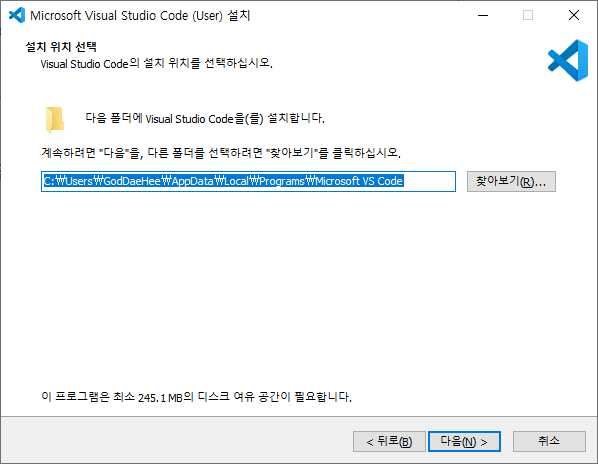 Microsoft Visual Studio Code (User) 설치
설치 위치 선택
Visual Studio Code의 설치 위치를 선택하십시오.
다음 폴더에 Visual Studio Code을(를) 설치합니다.
계속하려면 "다음"을, 다른 폴더를 선택하려면 "찾아보기"를 클릭하십시오.
C:₩Users₩GodDaeHee₩AppData₩Local₩Programs₩Microsoft VS Code
찾아보기(R)...
이 프로그램은 최소 245.1 MB의 디스크 여유 공간이 필요합니다.
< 뒤로(B)
다음(N) >
취소